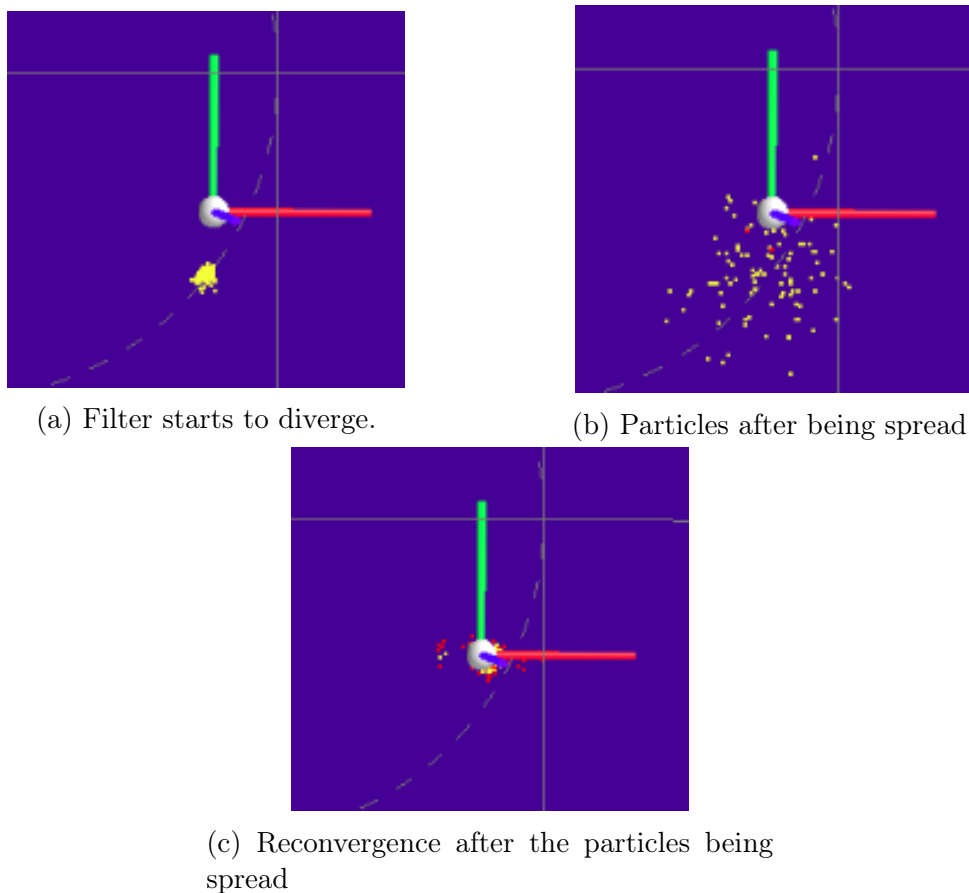 (a) Filter starts to diverge.
(b) Particles after being spread
(c) Reconvergence after the particles being
spread